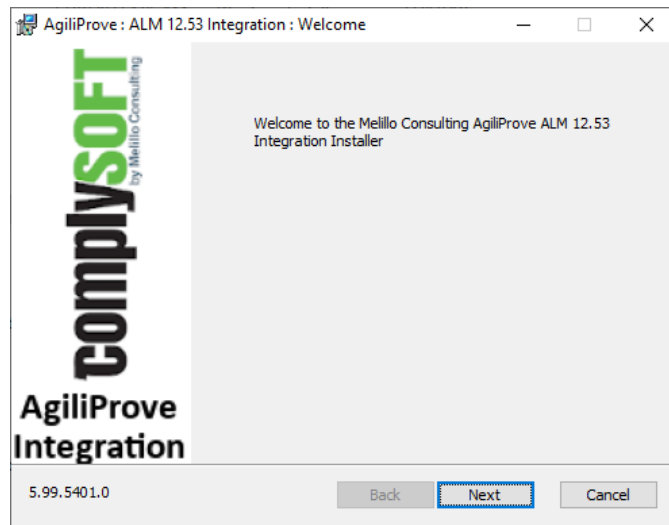 AgiliProve : ALM 12.53 Integration : Welcome
complySOFT
by Melillo Consulting
AgiliProve
Integration
Welcome to the Melillo Consulting AgiliProve ALM 12.53
Integration Installer
5.99.5401.0
Back
Next
Cancel